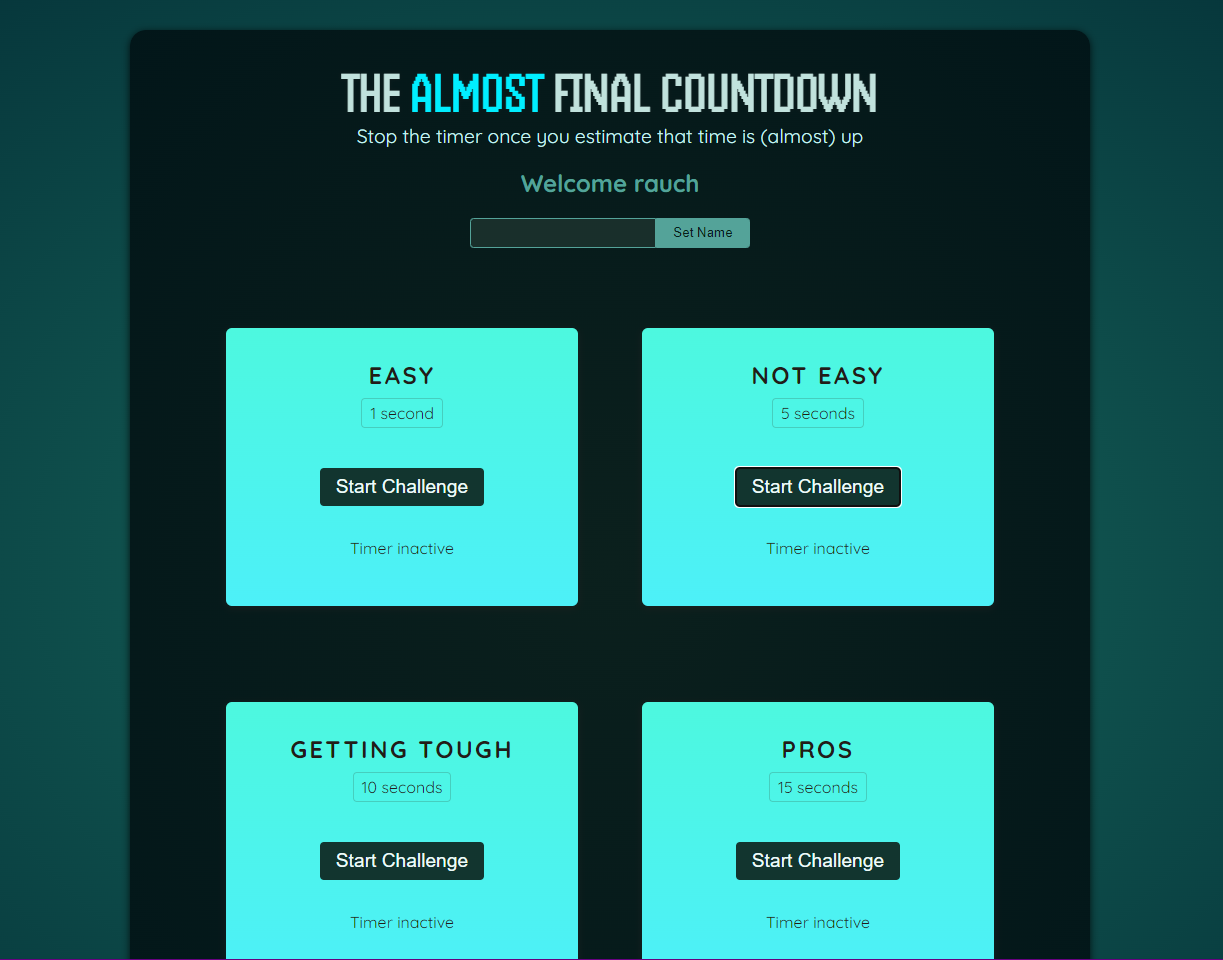 THE ALMOST FINAL COUNTDOWN
Stop the timer once you estimate that time is (almost) up
Welcome rauch
Set Name
EASY
1 second
Start Challenge
Timer inactive
NOT EASY
5 seconds
Start Challenge
Timer inactive
GETTING TOUGH
10 seconds
Start Challenge
Timer inactive
PROS
15 seconds
Start Challenge
Timer inactive